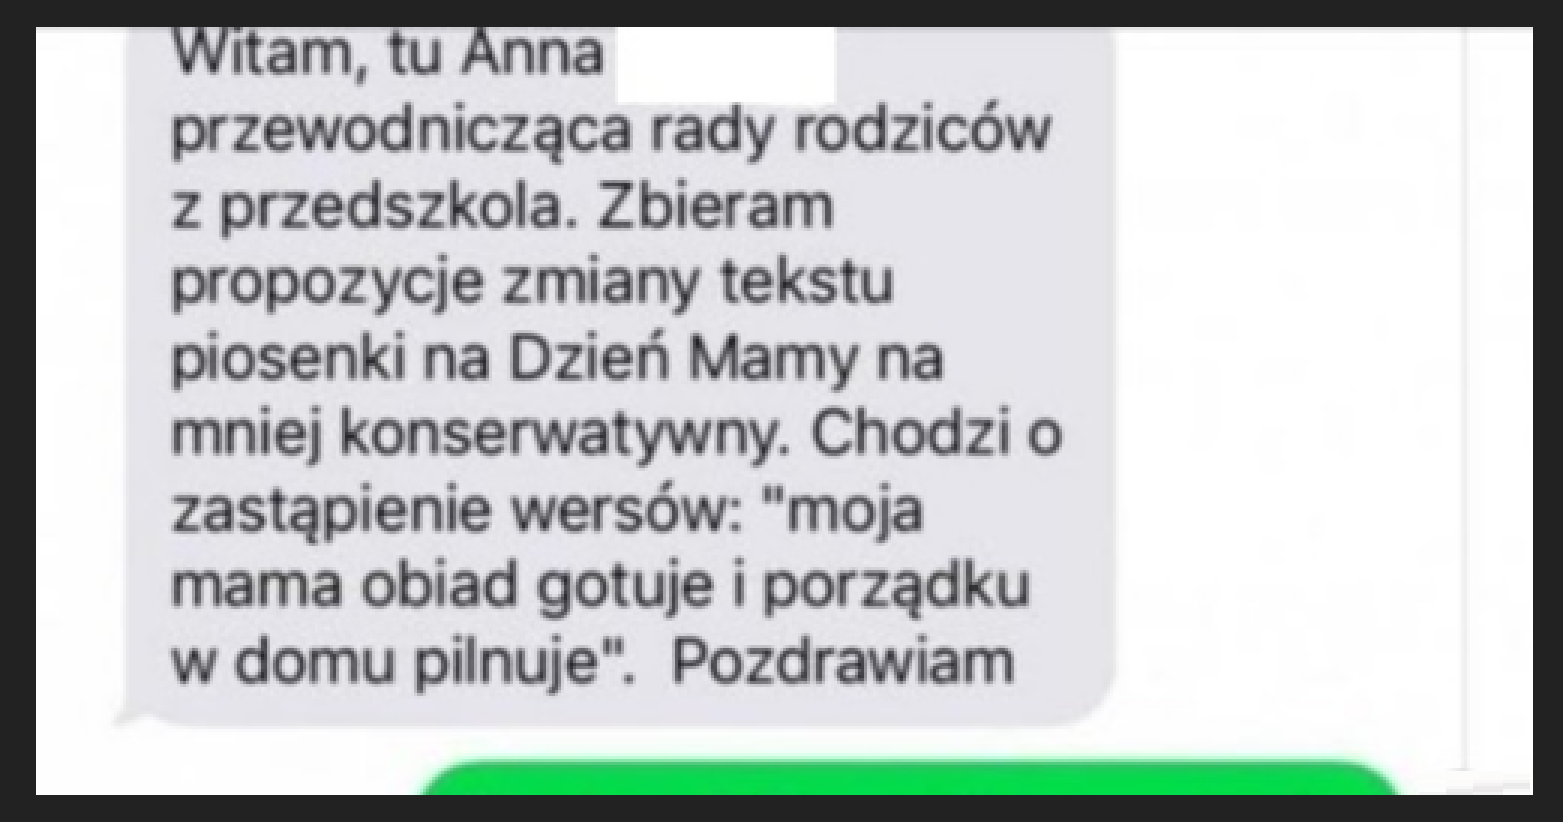 Witam, tu Anna
przewodnicząca rady rodziców
z przedszkola. Zbieram
propozycje zmiany tekstu
piosenki na Dzień Mamy na
mniej konserwatywny. Chodzi o
zastąpienie wersów: "moja
mama obiad gotuje i porządku
w domu pilnuje".  Pozdrawiam